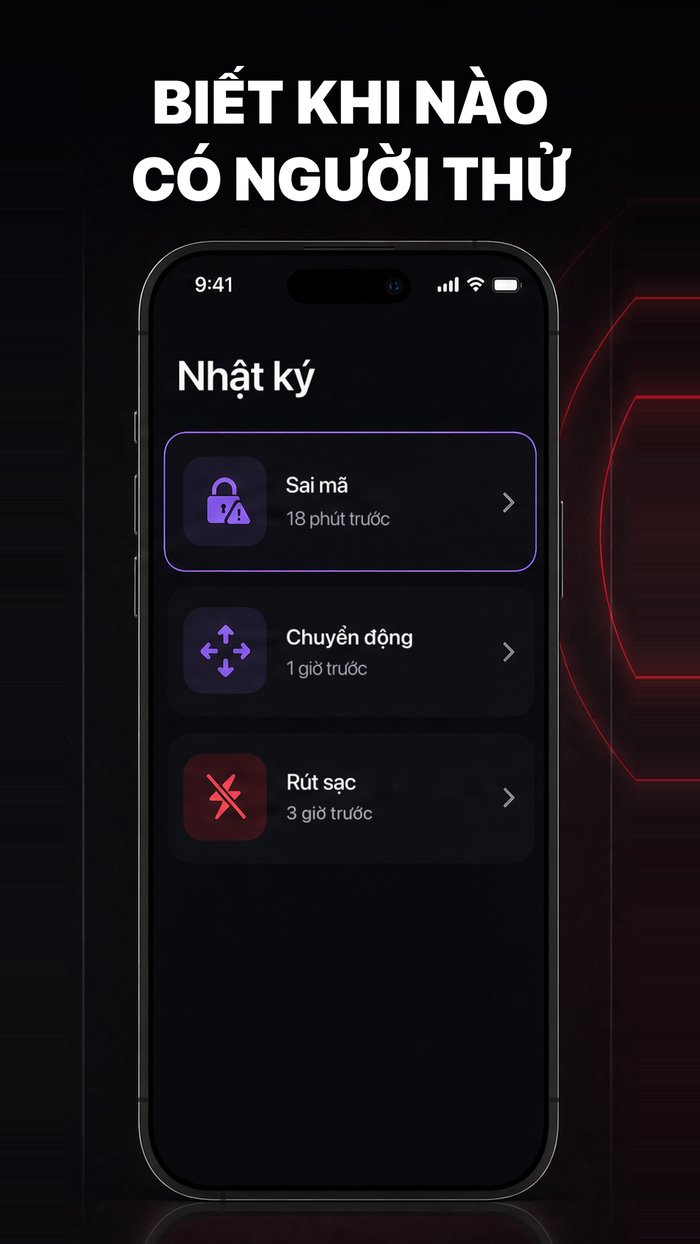 BIẾT KHI NÀO
CÓ NGƯỜI THỬ
9:41
Nhật ký
Sai mã
18 phút trước
Chuyển động
1 giờ trước
Rút sạc
3 giờ trước